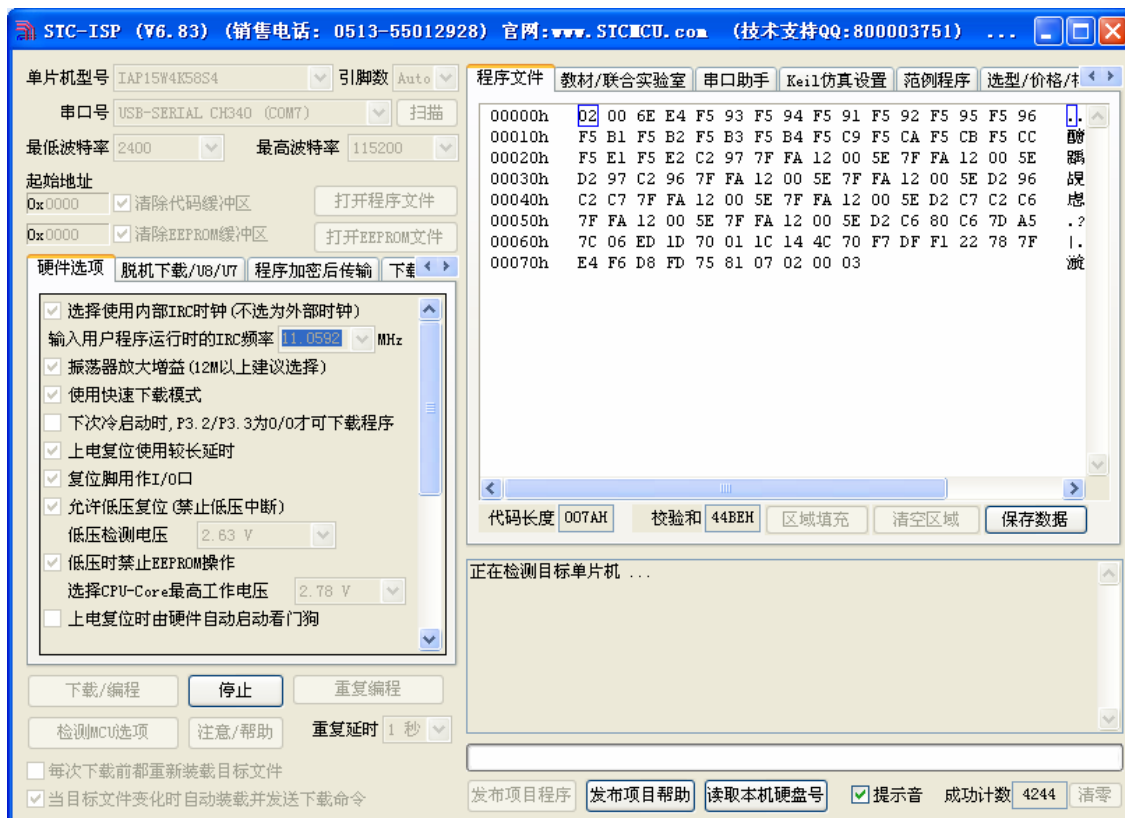 STC-ISP (V6.83) (销售电话: 0513-55012928) 官网:www.STCMCU.com (技术支持QQ:800003751) ...
单片机型号 IAP15W4K58S4 引脚数 Auto
串口号 USB-SERIAL CH340 (COM7) 扫描
最低波特率 2400 最高波特率 115200
起始地址
0x0000 清除代码缓冲区 打开程序文件
0x0000 清除EEPROM缓冲区 打开EEPROM文件
硬件选项 脱机下载/U8/U7 程序加密后传输
选择使用内部IRC时钟(不选为外部时钟)
输入用户程序运行时的IRC频率 11.0592 MHz
振荡器放大增益(12M以上建议选择)
使用快速下载模式
下次冷启动时,P3.2/P3.3为0/0才可下载程序
上电复位使用较长延时
复位脚用作I/O口
允许低压复位(禁止低压中断)
低压检测电压 2.63 V
低压时禁止EEPROM操作
选择CPU-Core最高工作电压 2.78 V
上电复位时由硬件自动启动看门狗
下载/编程 停止 重复编程
检测MCU选项 注意/帮助 重复延时 1 秒
每次下载前都重新装载目标文件
当目标文件变化时自动装载并发送下载命令
程序文件 教材/联合实验室 串口助手 Keil仿真设置 范例程序 选型/价格/
00000h 02 00 6E E4 F5 93 F5 94 F5 91 F5 92 F5 95 F5 96
00010h F5 B1 F5 B2 F5 B3 F5 B4 F5 C9 F5 CA F5 CB F5 CC
00020h F5 E1 F5 E2 C2 97 7F FA 12 00 5E 7F FA 12 00 5E
00030h D2 97 C2 96 7F FA 12 00 5E 7F FA 12 00 5E D2 96
00040h C2 C7 7F FA 12 00 5E 7F FA 12 00 5E D2 C7 C2 C6
00050h 7F FA 12 00 5E 7F FA 12 00 5E D2 C6 80 C6 7D A5 .?
00060h 7C 06 ED 1D 70 01 1C 14 4C 70 F7 DF F1 22 78 7F |.
00070h E4 F6 D8 FD 75 81 07 02 00 03
代码长度 007AH 校验和 44BEH 区域填充 清空区域 保存数据
正在检测目标单片机 ...
发布项目程序 发布项目帮助 读取本机硬盘号 提示音 成功计数 4244 清零